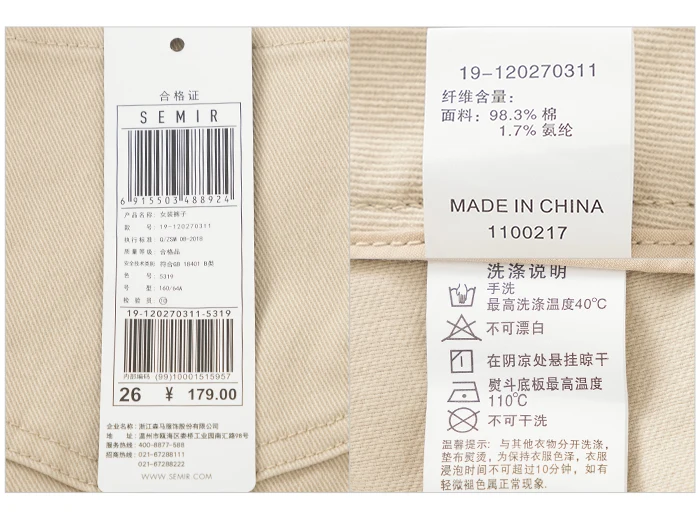 合格证
SEMIR
6 915503 488924
产品名称: 女装裤子
款 号: 19-120270311
执行标准: Q/ZSM 08-2018
质量等级: 合格品
安全技术类别: 符合GB 18401 B类
色 号: 5319
号 型: 160/64A
检 验 员:
19-120270311-5319
内部编码 (99)10001515957
26 ¥ 179.00
企业名称: 浙江森马服饰股份有限公司
地 址: 温州市瓯海区娄桥工业园南汇路98号
服务热线: 400-8877-588
招商热线: 021-67288111
021-67288222
WWW.SEMIR.COM
19-120270311
纤维含量:
面料: 98.3% 棉
1.7% 氨纶
MADE IN CHINA
1100217
洗涤说明
手洗
最高洗涤温度40℃
不可漂白
在阴凉处悬挂晾干
熨斗底板最高温度
110℃
不可干洗
温馨提示: 与其他衣物分开洗涤,
垫布熨烫, 为保持衣服色泽, 衣服
浸泡时间不可超过10分钟, 如有
轻微褪色属正常现象.